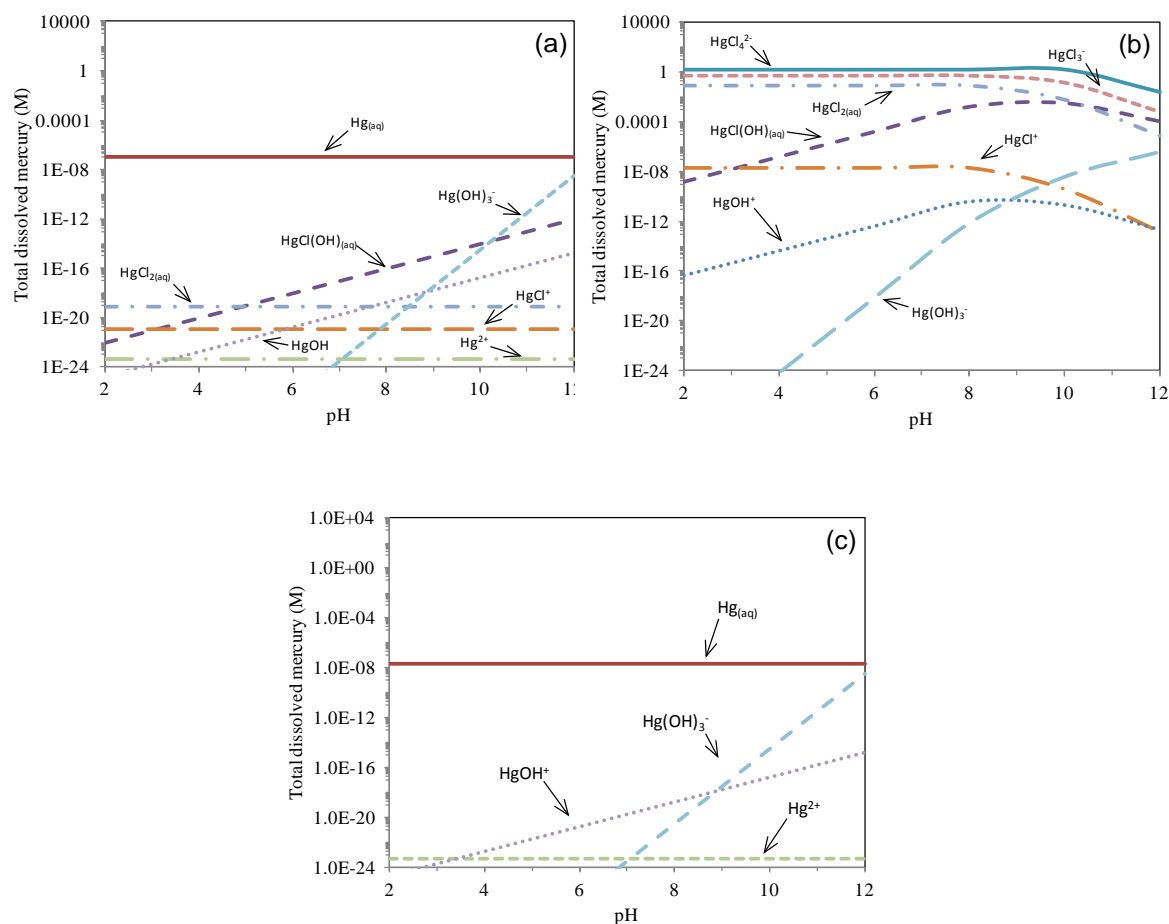 (a)
Total dissolved mercury (M)
10000
1
0.0001
1E-08
1E-12
1E-16
1E-20
1E-24
Hg(aq)
Hg(OH)3-
HgCl(OH)(aq)
HgCl2(aq)
HgCl+
HgOH
Hg2+
2 4 6 8 10 12
pH
(b)
Total dissolved mercury (M)
10000
1
0.0001
1E-08
1E-12
1E-16
1E-20
1E-24
HgCl42-
HgCl3-
HgCl2(aq)
HgCl(OH)(aq)
HgCl+
HgOH+
Hg(OH)3-
2 4 6 8 10 12
pH
(c)
Total dissolved mercury (M)
1.0E+04
1.0E+00
1.0E-04
1.0E-08
1.0E-12
1.0E-16
1.0E-20
1.0E-24
Hg(aq)
Hg(OH)3-
HgOH+
Hg2+
2 4 6 8 10 12
pH